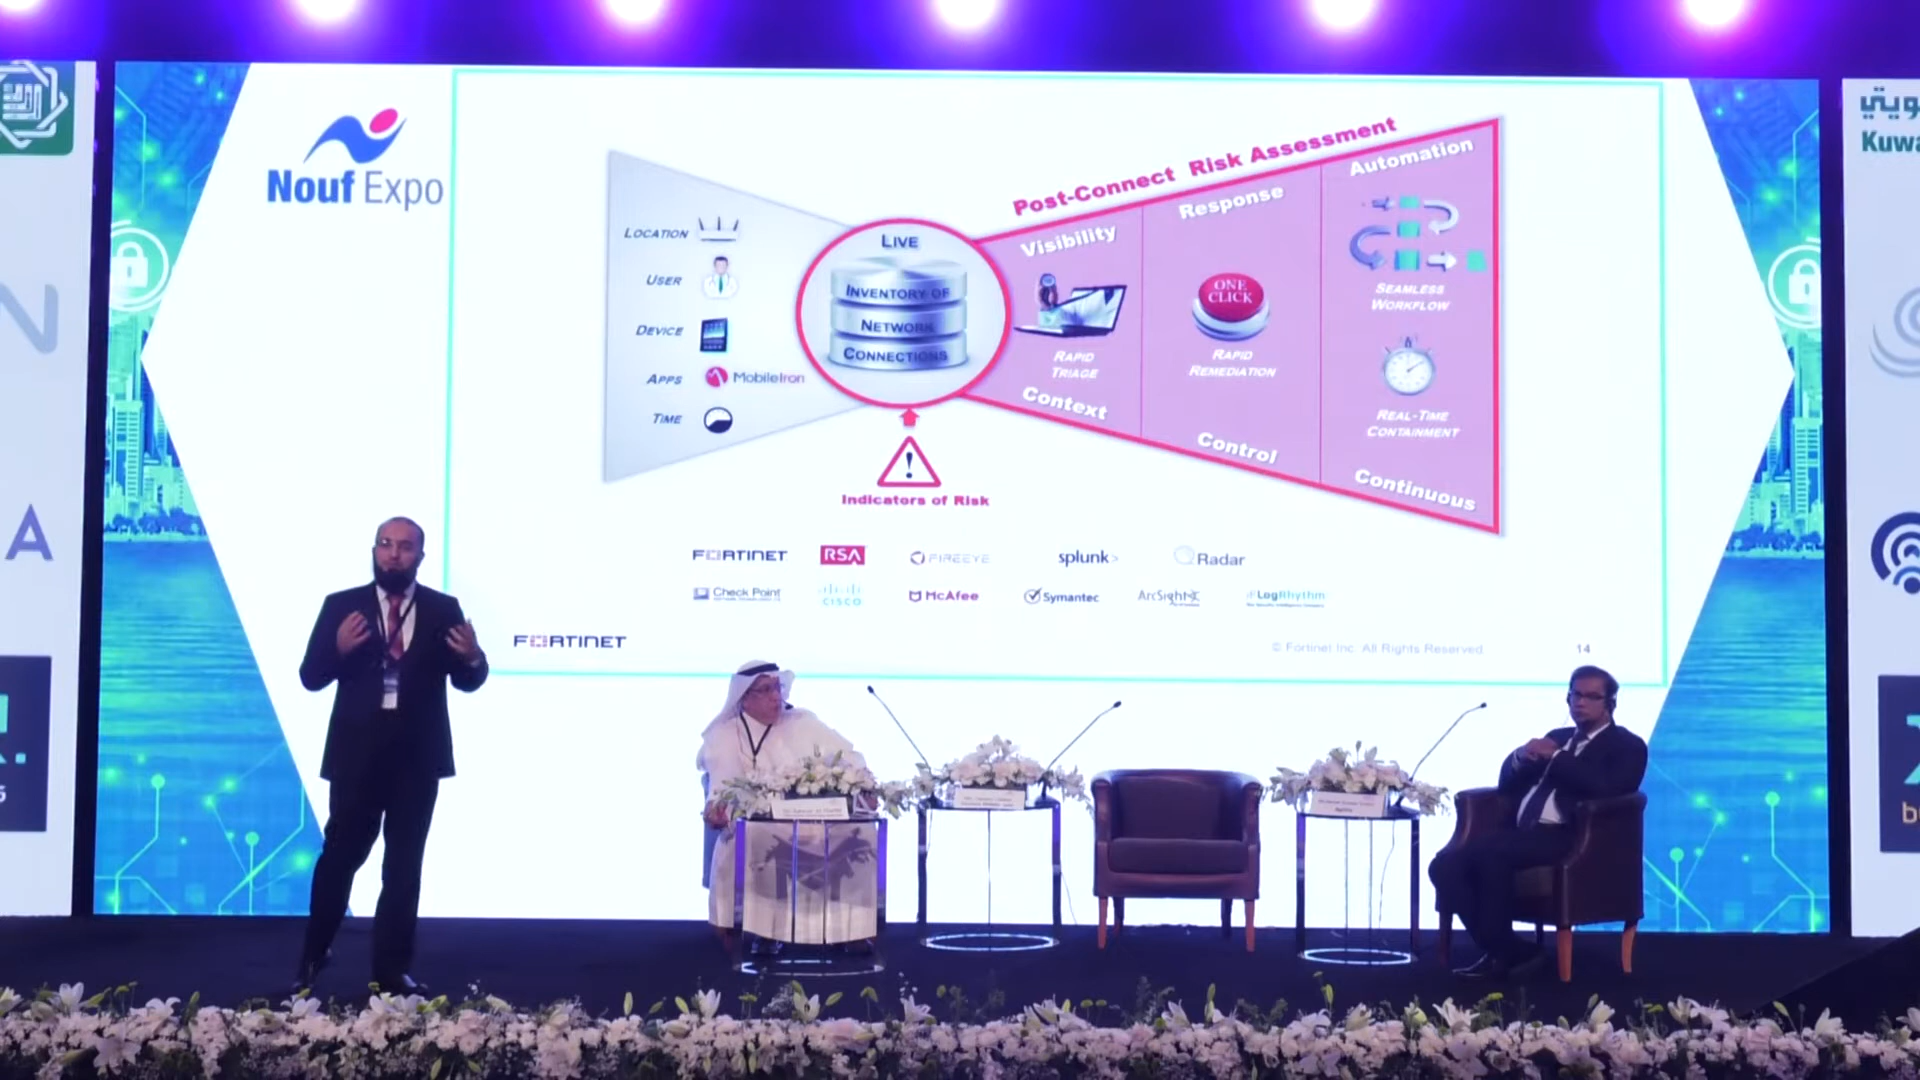 Nouf Expo
Post-Connect Risk Assessment
Visibility
Response
Automation
LOCATION
USER
DEVICE
APPS
MobileIron
TIME
LIVE
INVENTORY OF
NETWORK
CONNECTIONS
RAPID
TRIAGE
Context
ONE
CLICK
RAPID
REMEDIATION
Control
SEAMLESS
WORKFLOW
REAL-TIME
CONTAINMENT
Continuous
!
Indicators of Risk
FORTINET
RSA
FIREEYE
splunk>
QRadar
Check Point
CISCO
McAfee
Symantec
ArcSight
LogRhythm
FORTINET
© Fortinet Inc. All Rights Reserved
14
N
A
يتي
Kuwa